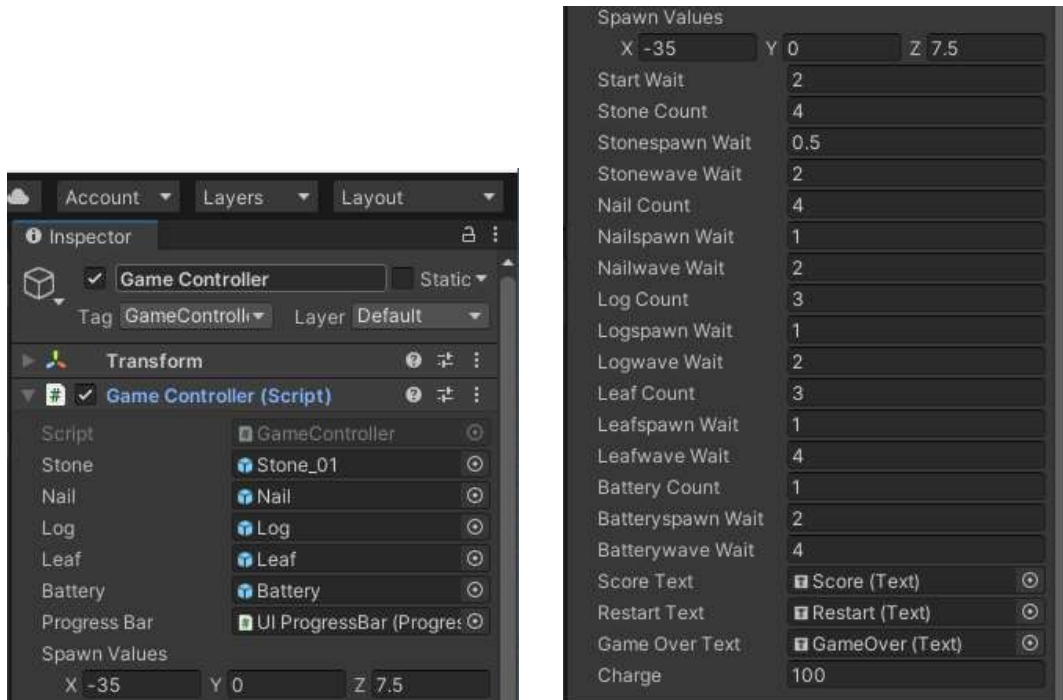 Account Layers Layout
Inspector
Game Controller Static
Tag GameControll Layer Default
Transform
# Game Controller (Script)
Script # GameController
Stone Stone_01
Nail Nail
Log Log
Leaf Leaf
Battery Battery
Progress Bar # UI ProgressBar (Progres
Spawn Values
X -35 Y 0 Z 7.5
Spawn Values
X -35 Y 0 Z 7.5
Start Wait 2
Stone Count 4
Stonespawn Wait 0.5
Stonewave Wait 2
Nail Count 4
Nailspawn Wait 1
Nailwave Wait 2
Log Count 3
Logspawn Wait 1
Logwave Wait 2
Leaf Count 3
Leafspawn Wait 1
Leafwave Wait 4
Battery Count 1
Batteryspawn Wait 2
Batterywave Wait 4
Score Text T Score (Text)
Restart Text T Restart (Text)
Game Over Text T GameOver (Text)
Charge 100